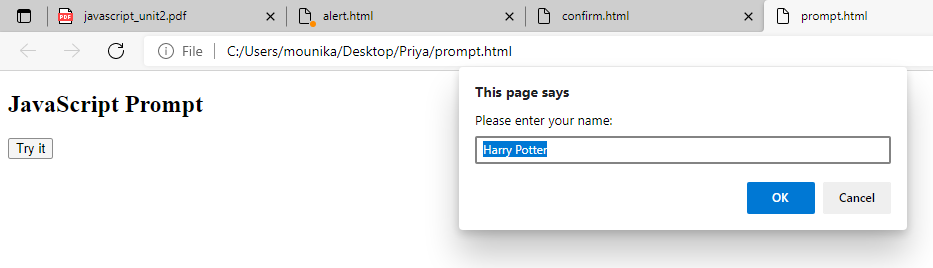 javascript_unit2.pdf
alert.html
confirm.html
prompt.html
File C:/Users/mounika/Desktop/Priya/prompt.html
JavaScript Prompt
Try it
This page says
Please enter your name:
Harry Potter
OK Cancel